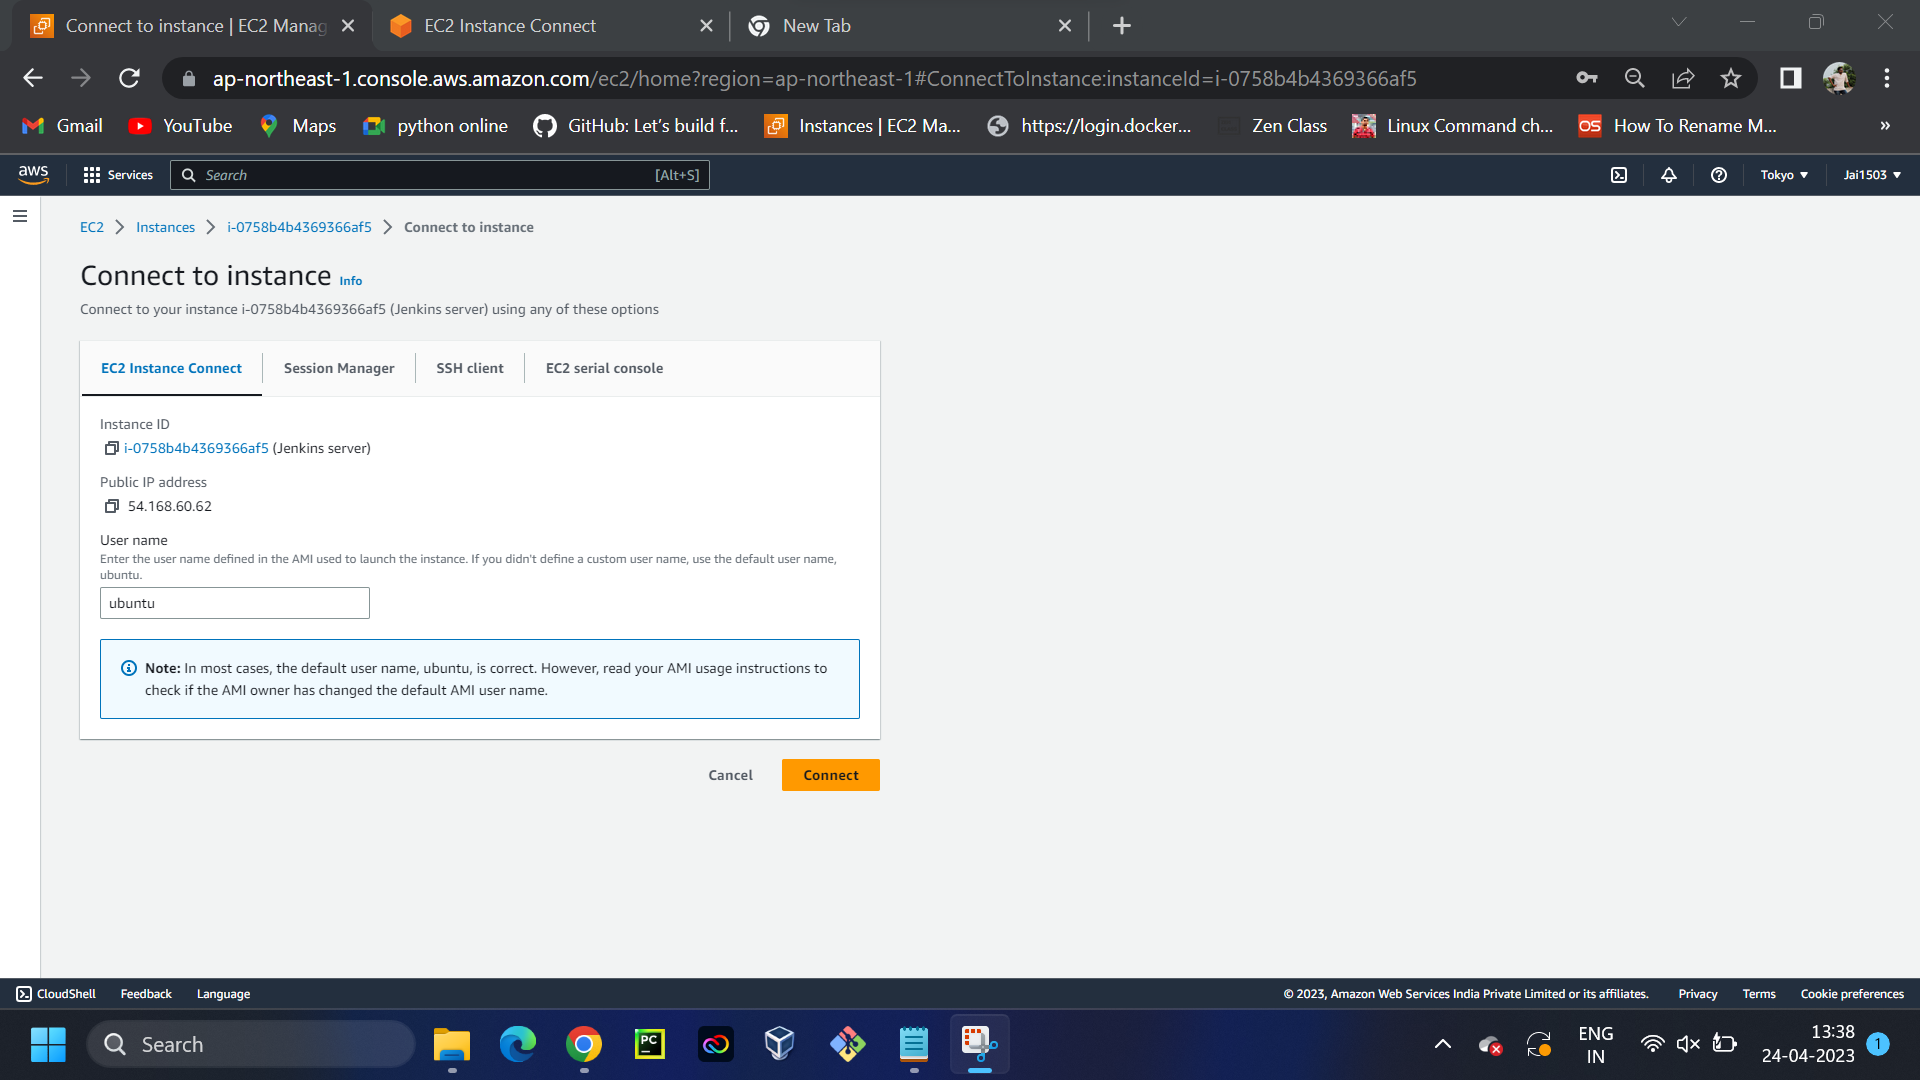 Connect to instance | EC2 Manag
EC2 Instance Connect
New Tab
ap-northeast-1.console.aws.amazon.com/ec2/home?region=ap-northeast-1#ConnectToInstance:instanceId=i-0758b4b4369366af5
Gmail
YouTube
Maps
python online
GitHub: Let's build f...
Instances | EC2 Ma...
https://login.docker...
Zen Class
Linux Command ch...
OS
How To Rename M...
»
aws
Services
Search
[Alt+S]
Tokyo
Jai1503
EC2
Instances
i-0758b4b4369366af5
Connect to instance
Connect to instance Info
Connect to your instance i-0758b4b4369366af5 (Jenkins server) using any of these options
EC2 Instance Connect
Session Manager
SSH client
EC2 serial console
Instance ID
i-0758b4b4369366af5 (Jenkins server)
Public IP address
54.168.60.62
User name
Enter the user name defined in the AMI used to launch the instance. If you didn't define a custom user name, use the default user name,
ubuntu.
ubuntu
Note: In most cases, the default user name, ubuntu, is correct. However, read your AMI usage instructions to
check if the AMI owner has changed the default AMI user name.
Cancel
Connect
CloudShell
Feedback
Language
© 2023, Amazon Web Services India Private Limited or its affiliates.
Privacy
Terms
Cookie preferences
Search
PC
ENG
IN
13:38
24-04-2023
1